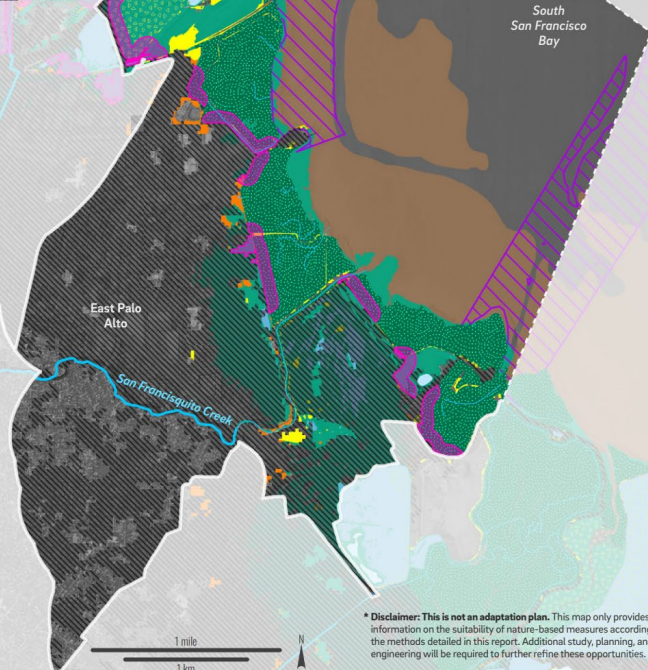 South
San Francisco
Bay
East Palo
Alto
San Francisquito Creek
* Disclaimer: This is not an adaptation plan. This map only provides
information on the suitability of nature-based measures according
the methods detailed in this report. Additional study, planning, an
engineering will be required to further refine these opportunities.
1 mile
1 km
N